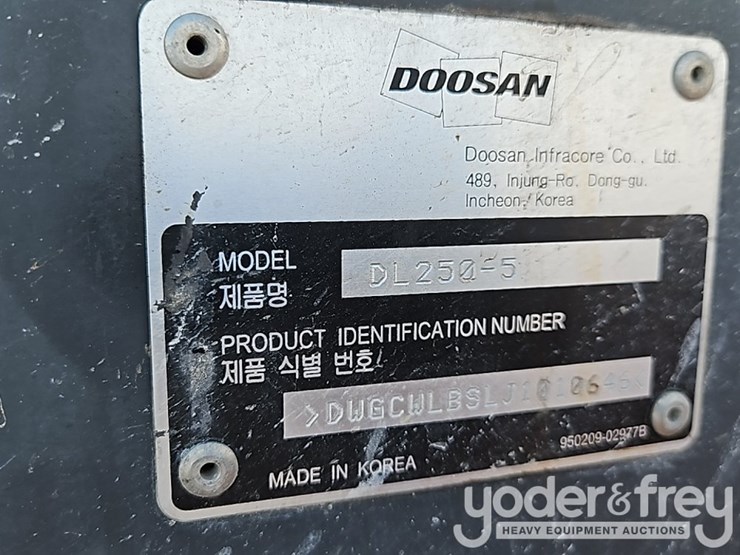 DOOSAN
Doosan Infracore Co., Ltd.
489, Injung-Ro, Dong-gu,
Incheon, Korea
MODEL DL250-5
제품명
PRODUCT IDENTIFICATION NUMBER
제품 식별 번호
>DWGCWLBSLJ1010645<
950209-02977B
MADE IN KOREA
yoder&frey
HEAVY EQUIPMENT AUCTIONS